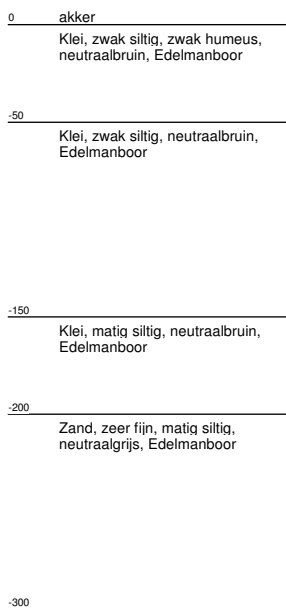 0 akker
Klei, zwak siltig, zwak humeus,
neutraalbruin, Edelmanboor
-50
Klei, zwak siltig, neutraalbruin,
Edelmanboor
-150
Klei, matig siltig, neutraalbruin,
Edelmanboor
-200
Zand, zeer fijn, matig siltig,
neutraalgrijs, Edelmanboor
-300